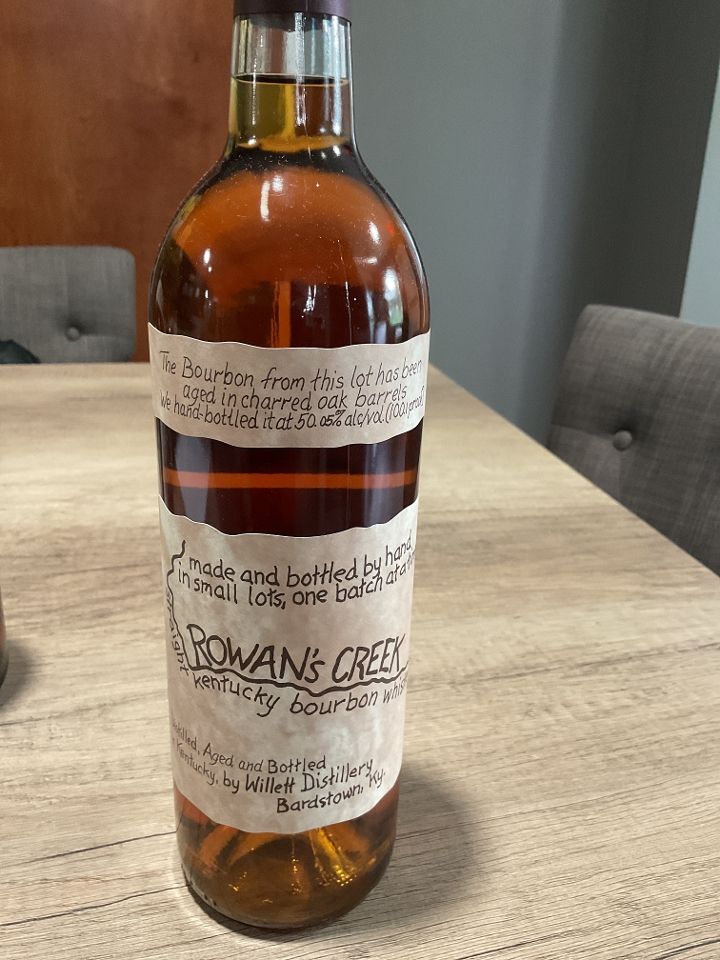 The Bourbon from this lot has been
aged in charred oak barrels
We hand-bottled it at 50.05% alc/vol. (100.1 proof)
made and bottled by hand
in small lots, one batch at a
straight
ROWAN's CREEK
kentucky bourbon
Aged and Bottled
Kentucky, by Willett Distillery
Bardstown, Ky.